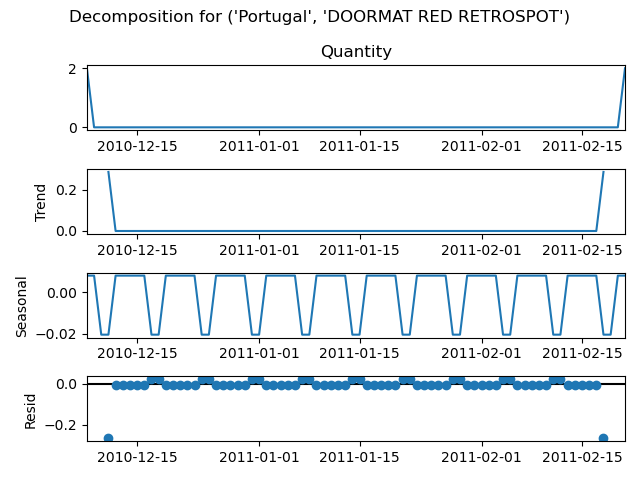 Decomposition for ('Portugal', 'DOORMAT RED RETROSPOT')
Quantity
2
0
2010-12-15 2011-01-01 2011-01-15 2011-02-01 2011-02-15
Trend
0.2
0.0
2010-12-15 2011-01-01 2011-01-15 2011-02-01 2011-02-15
Seasonal
0.00
−0.02
2010-12-15 2011-01-01 2011-01-15 2011-02-01 2011-02-15
Resid
0.0
−0.2
2010-12-15 2011-01-01 2011-01-15 2011-02-01 2011-02-15